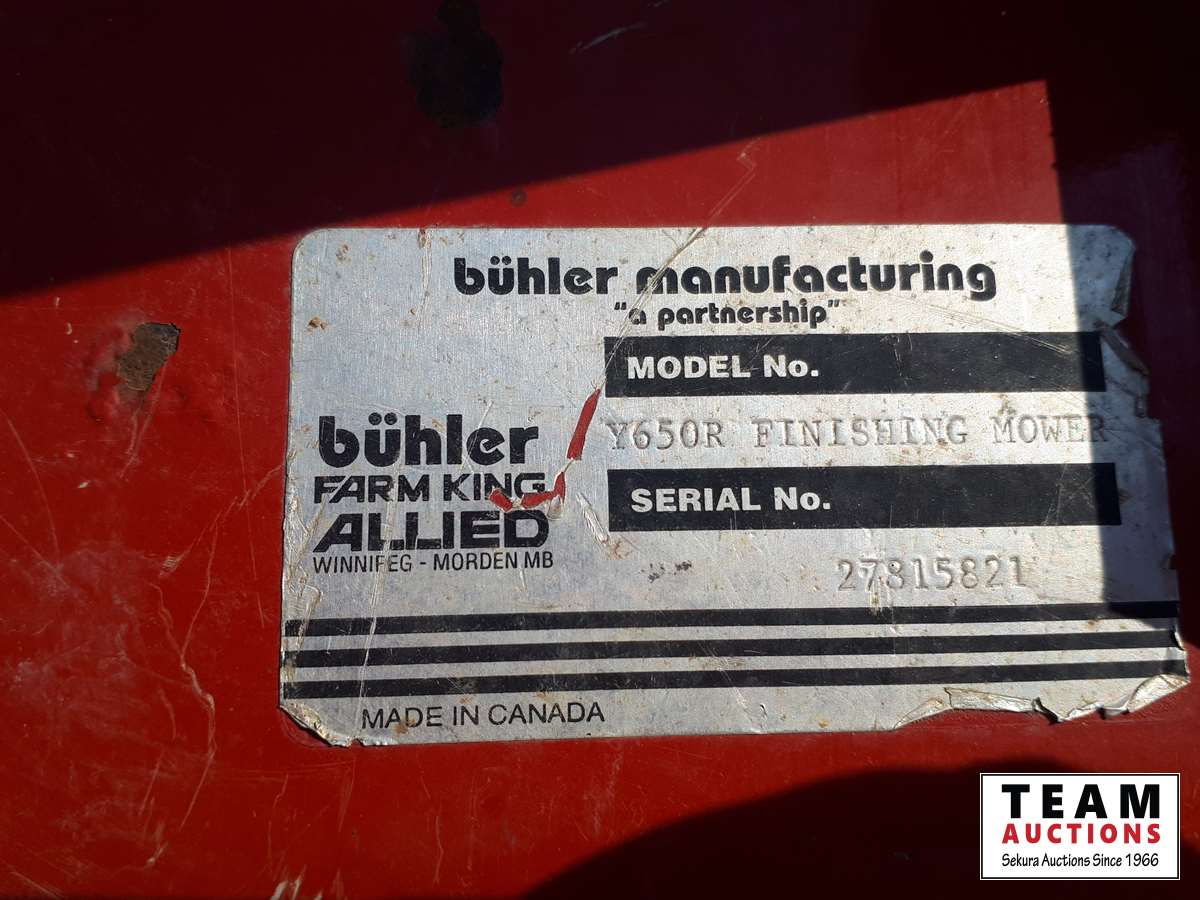 bühler manufacturing
"a partnership"
MODEL No.
Y650R FINISHING MOWER
SERIAL No.
27815821
bühler
FARM KING
ALLIED
WINNIPEG - MORDEN MB
MADE IN CANADA
TEAM
AUCTIONS
Sekura Auctions Since 1966